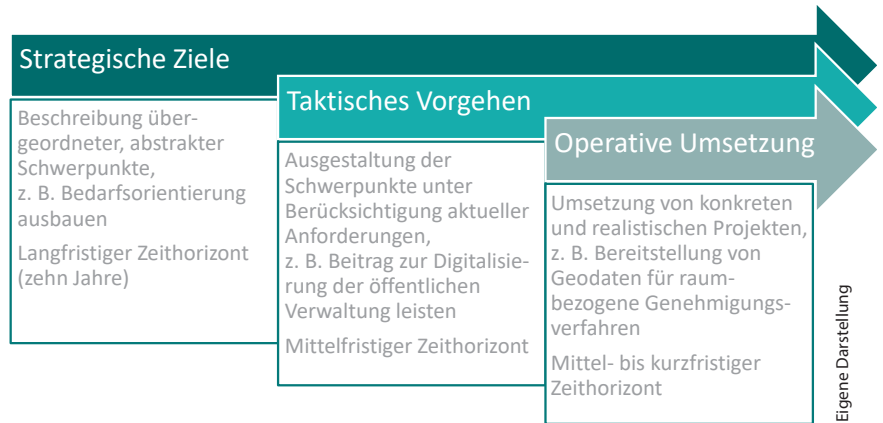 Strategische Ziele
Beschreibung über-
geordneter, abstrakter
Schwerpunkte,
z. B. Bedarfsorientierung
ausbauen
Langfristiger Zeithorizont
(zehn Jahre)
Taktisches Vorgehen
Ausgestaltung der
Schwerpunkte unter
Berücksichtigung aktueller
Anforderungen,
z. B. Beitrag zur Digitalisie-
rung der öffentlichen
Verwaltung leisten
Mittelfristiger Zeithorizont
Operative Umsetzung
Umsetzung von konkreten
und realistischen Projekten,
z. B. Bereitstellung von
Geodaten für raum-
bezogene Genehmigungs-
verfahren
Mittel- bis kurzfristiger
Zeithorizont
Eigene Darstellung